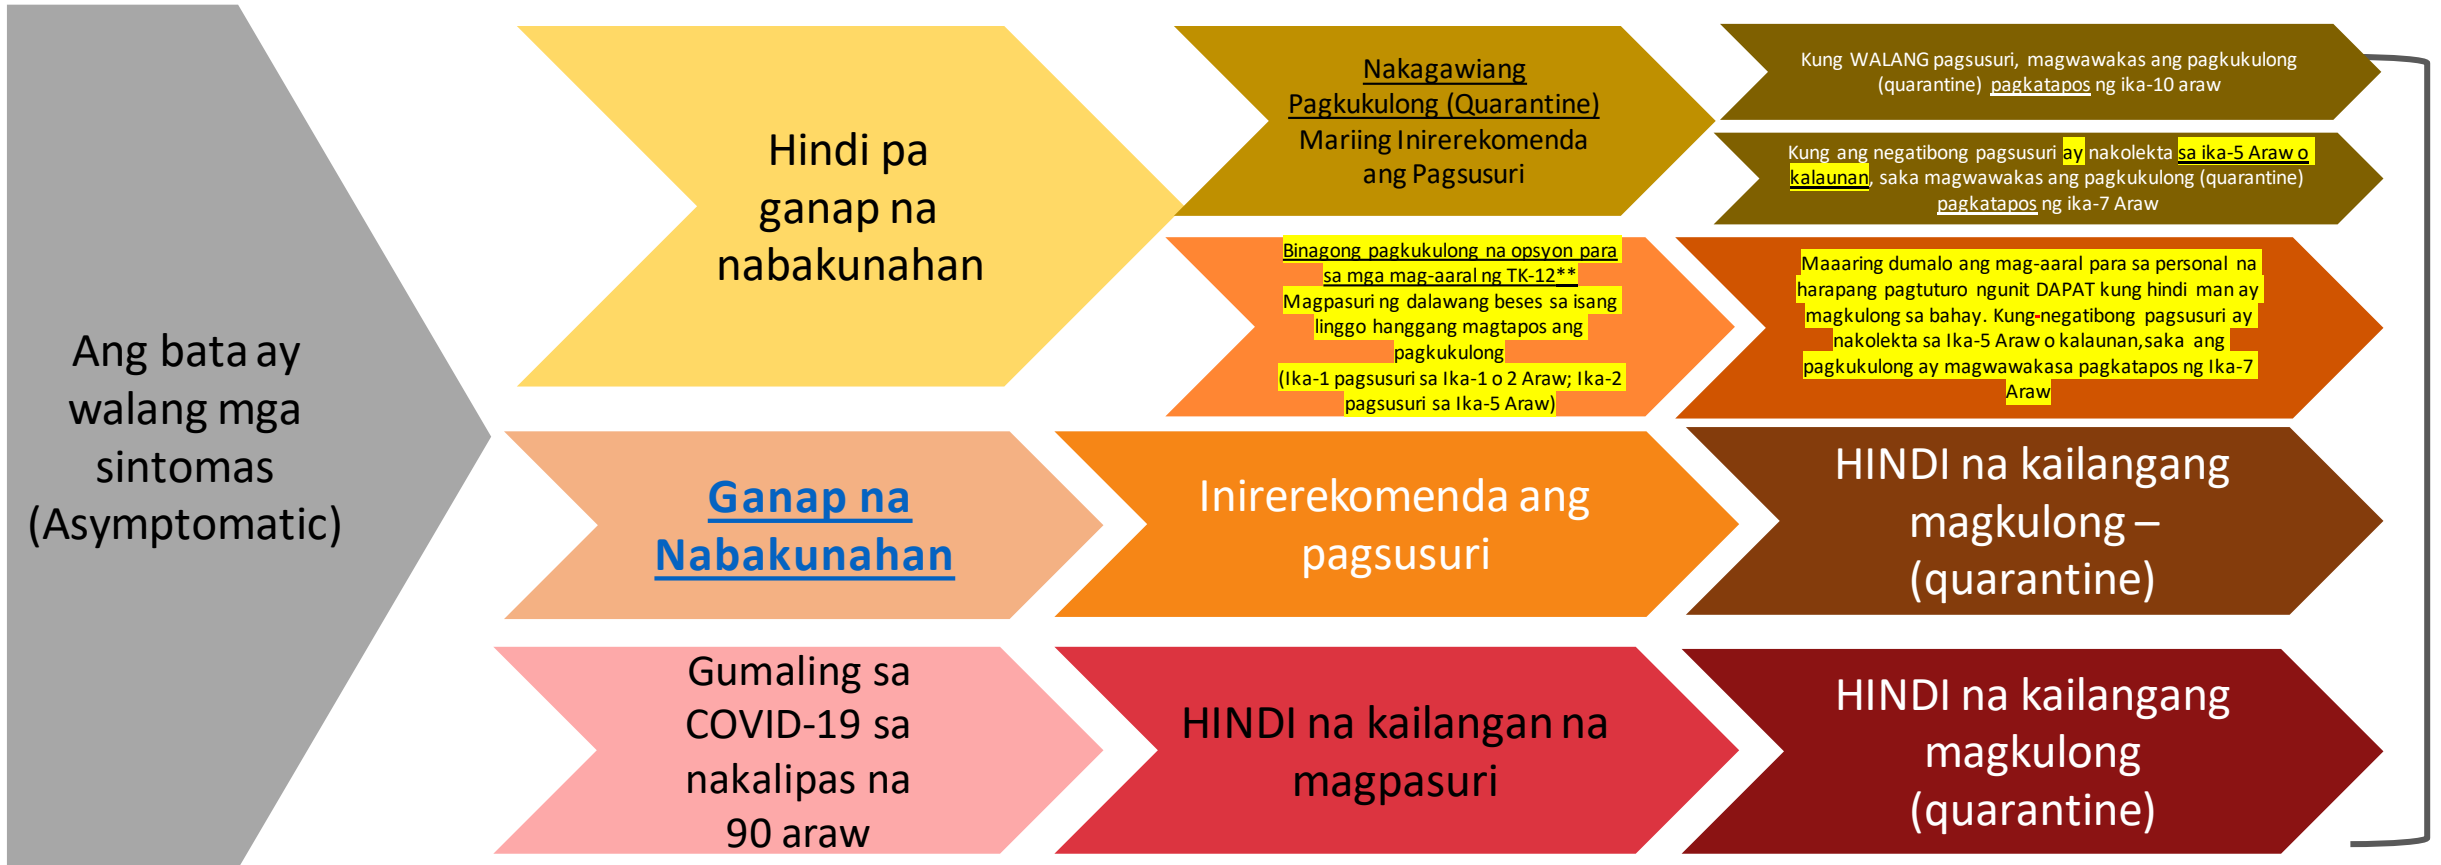 Ang bata ay
walang mga
sintomas
(Asymptomatic)
Hindi pa
ganap na
nabakunahan
Nakagawiang
Pagkukulong (Quarantine)
Mariing Inirerekomenda
ang Pagsusuri
Kung WALANG pagsusuri, magwawakas ang pagkukulong
(quarantine) pagkatapos ng ika-10 araw
Kung ang negatibong pagsusuri ay nakolekta sa ika-5 Araw o
kalaunan, saka magwawakas ang pagkukulong (quarantine)
pagkatapos ng ika-7 Araw
Binagong pagkukulong na opsyon para
sa mga mag-aaral ng TK-12**
Magpasuri ng dalawang beses sa isang
linggo hanggang magtapos ang
pagkukulong
(Ika-1 pagsusuri sa Ika-1 o 2 Araw; Ika-2
pagsusuri sa Ika-5 Araw)
Maaaring dumalo ang mag-aaral para sa personal na
harapang pagtuturo ngunit DAPAT kung hindi man ay
magkulong sa bahay. Kung-negatibong pagsusuri ay
nakolekta sa Ika-5 Araw o kalaunan,saka ang
pagkukulong ay magwawakasa pagkatapos ng Ika-7
Araw
Ganap na
Nabakunahan
Inirerekomenda ang
pagsusuri
HINDI na kailangang
magkulong –
(quarantine)
Gumaling sa
COVID-19 sa
nakalipas na
90 araw
HINDI na kailangan na
magpasuri
HINDI na kailangang
magkulong
(quarantine)